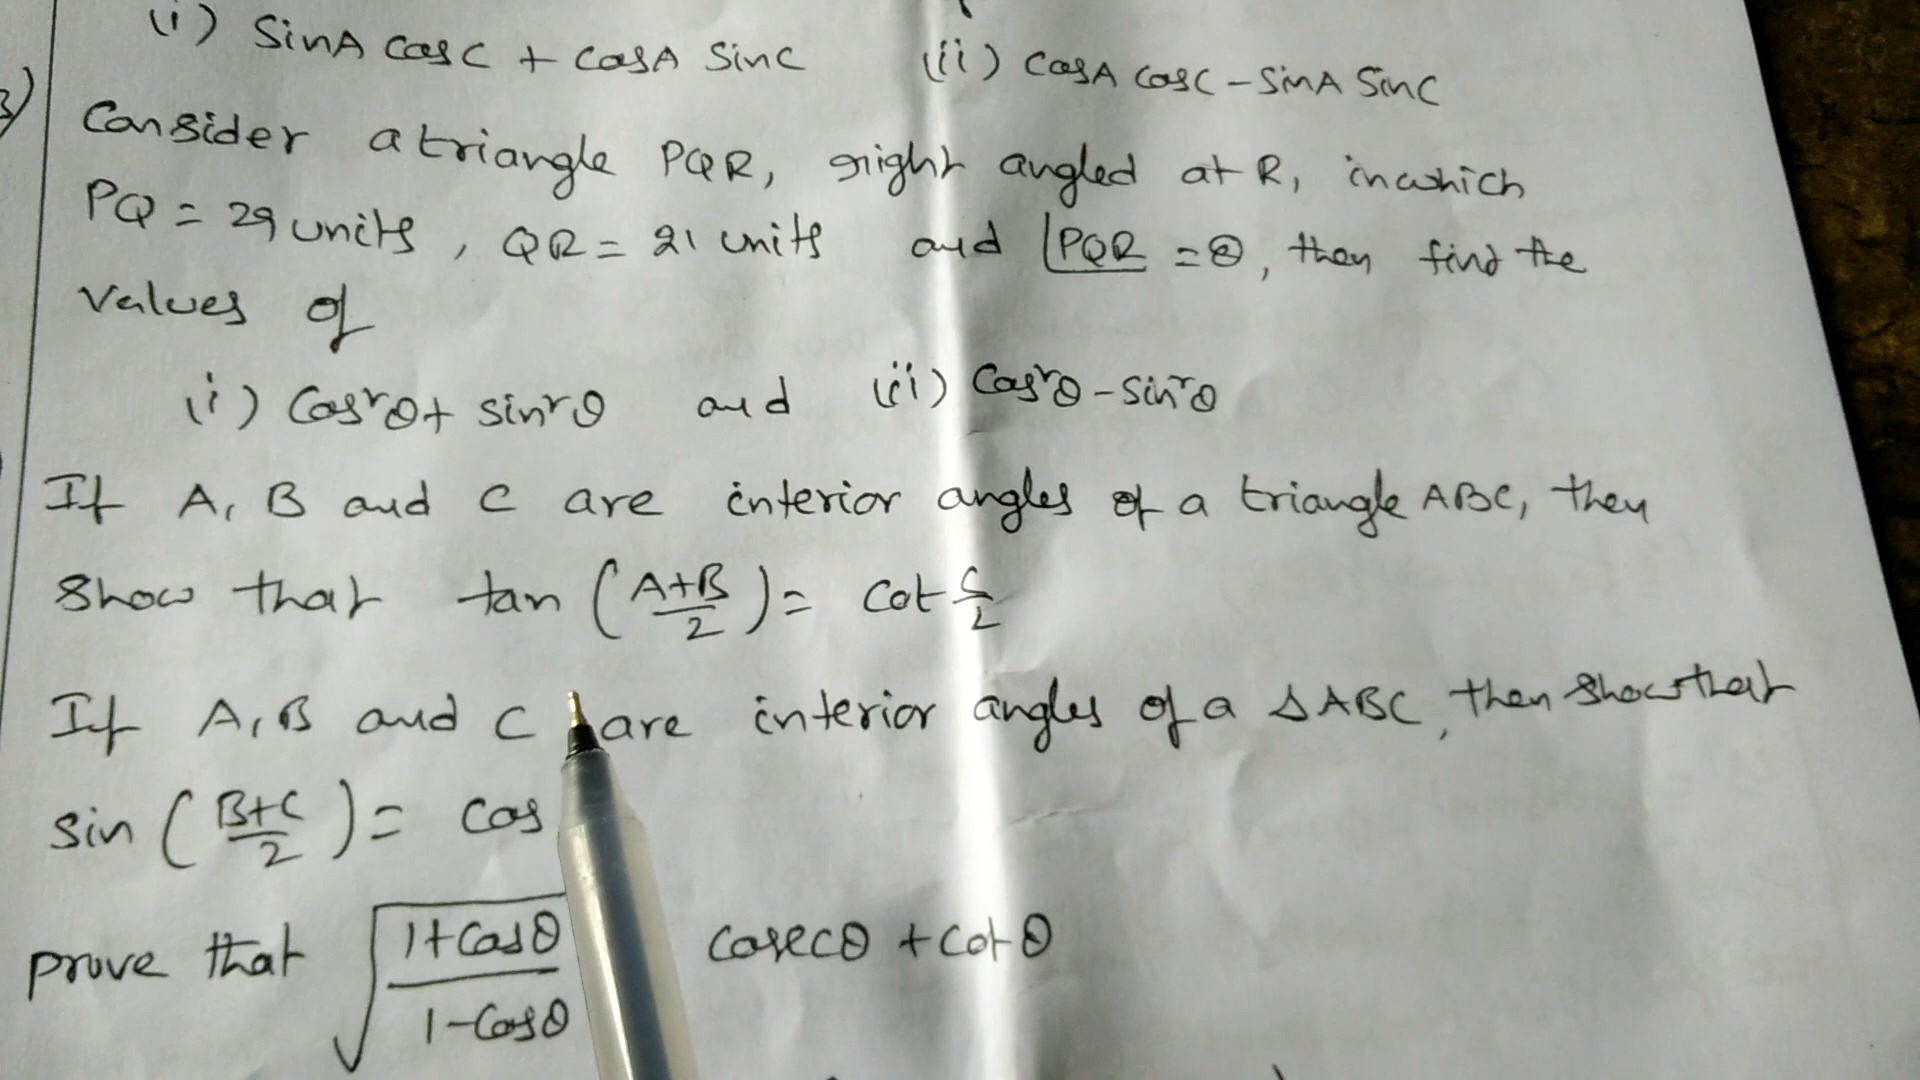 (i) SinA CosC + CosA SinC (ii) CosA CosC - SinA SinC
3) Consider a triangle PQR, right angled at R, in which
PQ = 29 units, QR = 21 units and ∠PQR = θ, then find the
values of
(i) Cos²θ + sin²θ and (ii) Cos²θ - Sin²θ
If A, B and C are interior angles of a triangle ABC, then
Show that tan (A+B/2) = Cot C/2
If A, B and C are interior angles of a △ABC, then show that
sin (B+C/2) = Cos
prove that √(1+Cosθ/1-Cosθ) Cosecθ + Cotθ